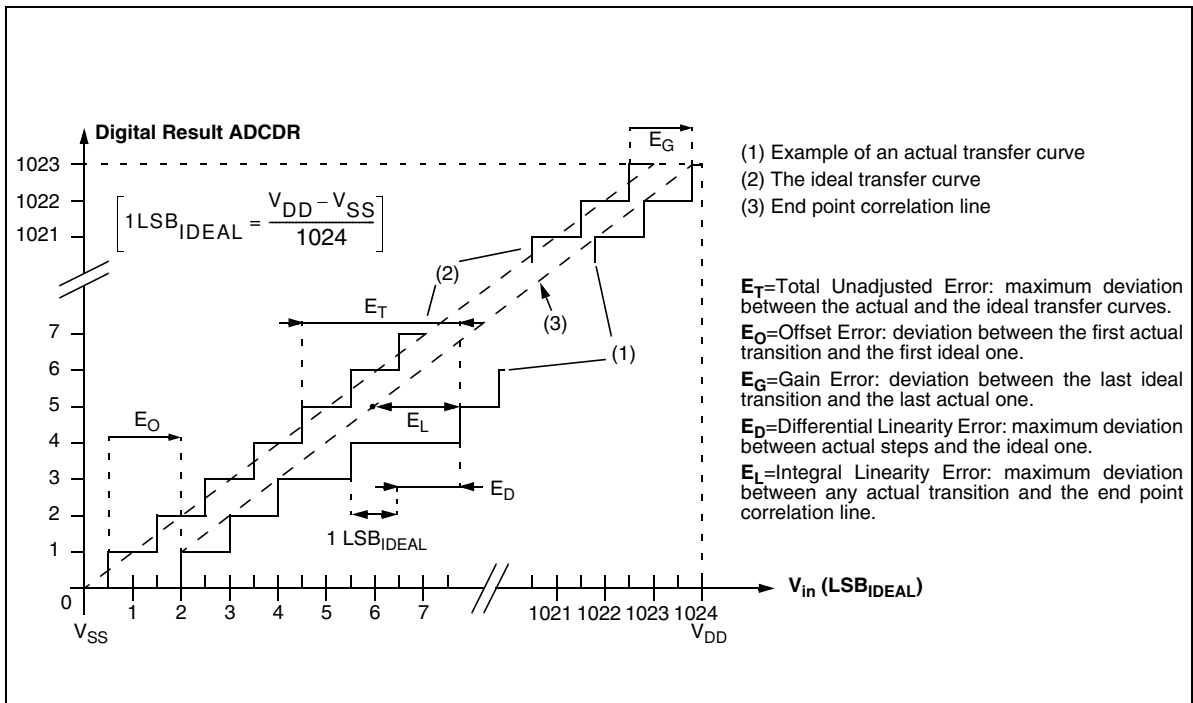 Digital Result ADCDR
E_G
1023
1022
1021
1LSB_IDEAL = (V_DD – V_SS) / 1024
(2)
E_T
(3)
(1)
7
6
5
4
3
2
1
0
E_O
E_L
E_D
1 LSB_IDEAL
1 2 3 4 5 6 7 1021 1022 1023 1024
V_in (LSB_IDEAL)
V_SS
V_DD
(1) Example of an actual transfer curve
(2) The ideal transfer curve
(3) End point correlation line
E_T=Total Unadjusted Error: maximum deviation
between the actual and the ideal transfer curves.
E_O=Offset Error: deviation between the first actual
transition and the first ideal one.
E_G=Gain Error: deviation between the last ideal
transition and the last actual one.
E_D=Differential Linearity Error: maximum deviation
between actual steps and the ideal one.
E_L=Integral Linearity Error: maximum deviation
between any actual transition and the end point
correlation line.